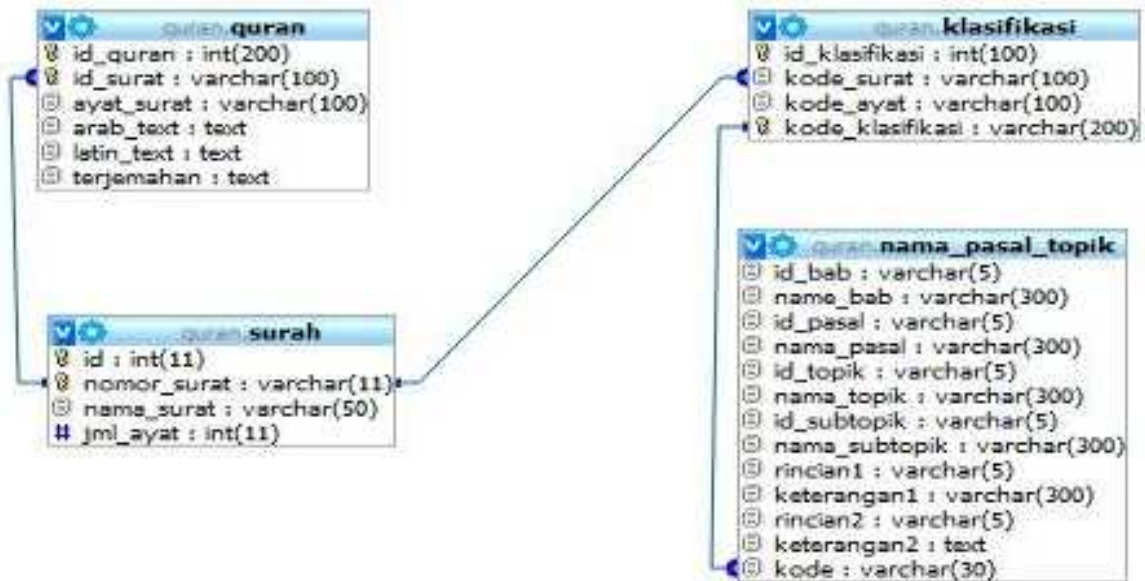 quran.quran
id_quran : int(200)
id_surat : varchar(100)
ayat_surat : varchar(100)
arab_text : text
latin_text : text
terjemahan : text
quran.surah
id : int(11)
nomor_surat : varchar(11)
nama_surat : varchar(50)
# jml_ayat : int(11)
quran.klasifikasi
id_klasifikasi : int(100)
kode_surat : varchar(100)
kode_ayat : varchar(100)
kode_klasifikasi : varchar(200)
quran.nama_pasal_topik
id_bab : varchar(5)
name_bab : varchar(300)
id_pasal : varchar(5)
nama_pasal : varchar(300)
id_topik : varchar(5)
nama_topik : varchar(300)
id_subtopik : varchar(5)
nama_subtopik : varchar(300)
rincian1 : varchar(5)
keterangan1 : varchar(300)
rincian2 : varchar(5)
keterangan2 : text
kode : varchar(30)